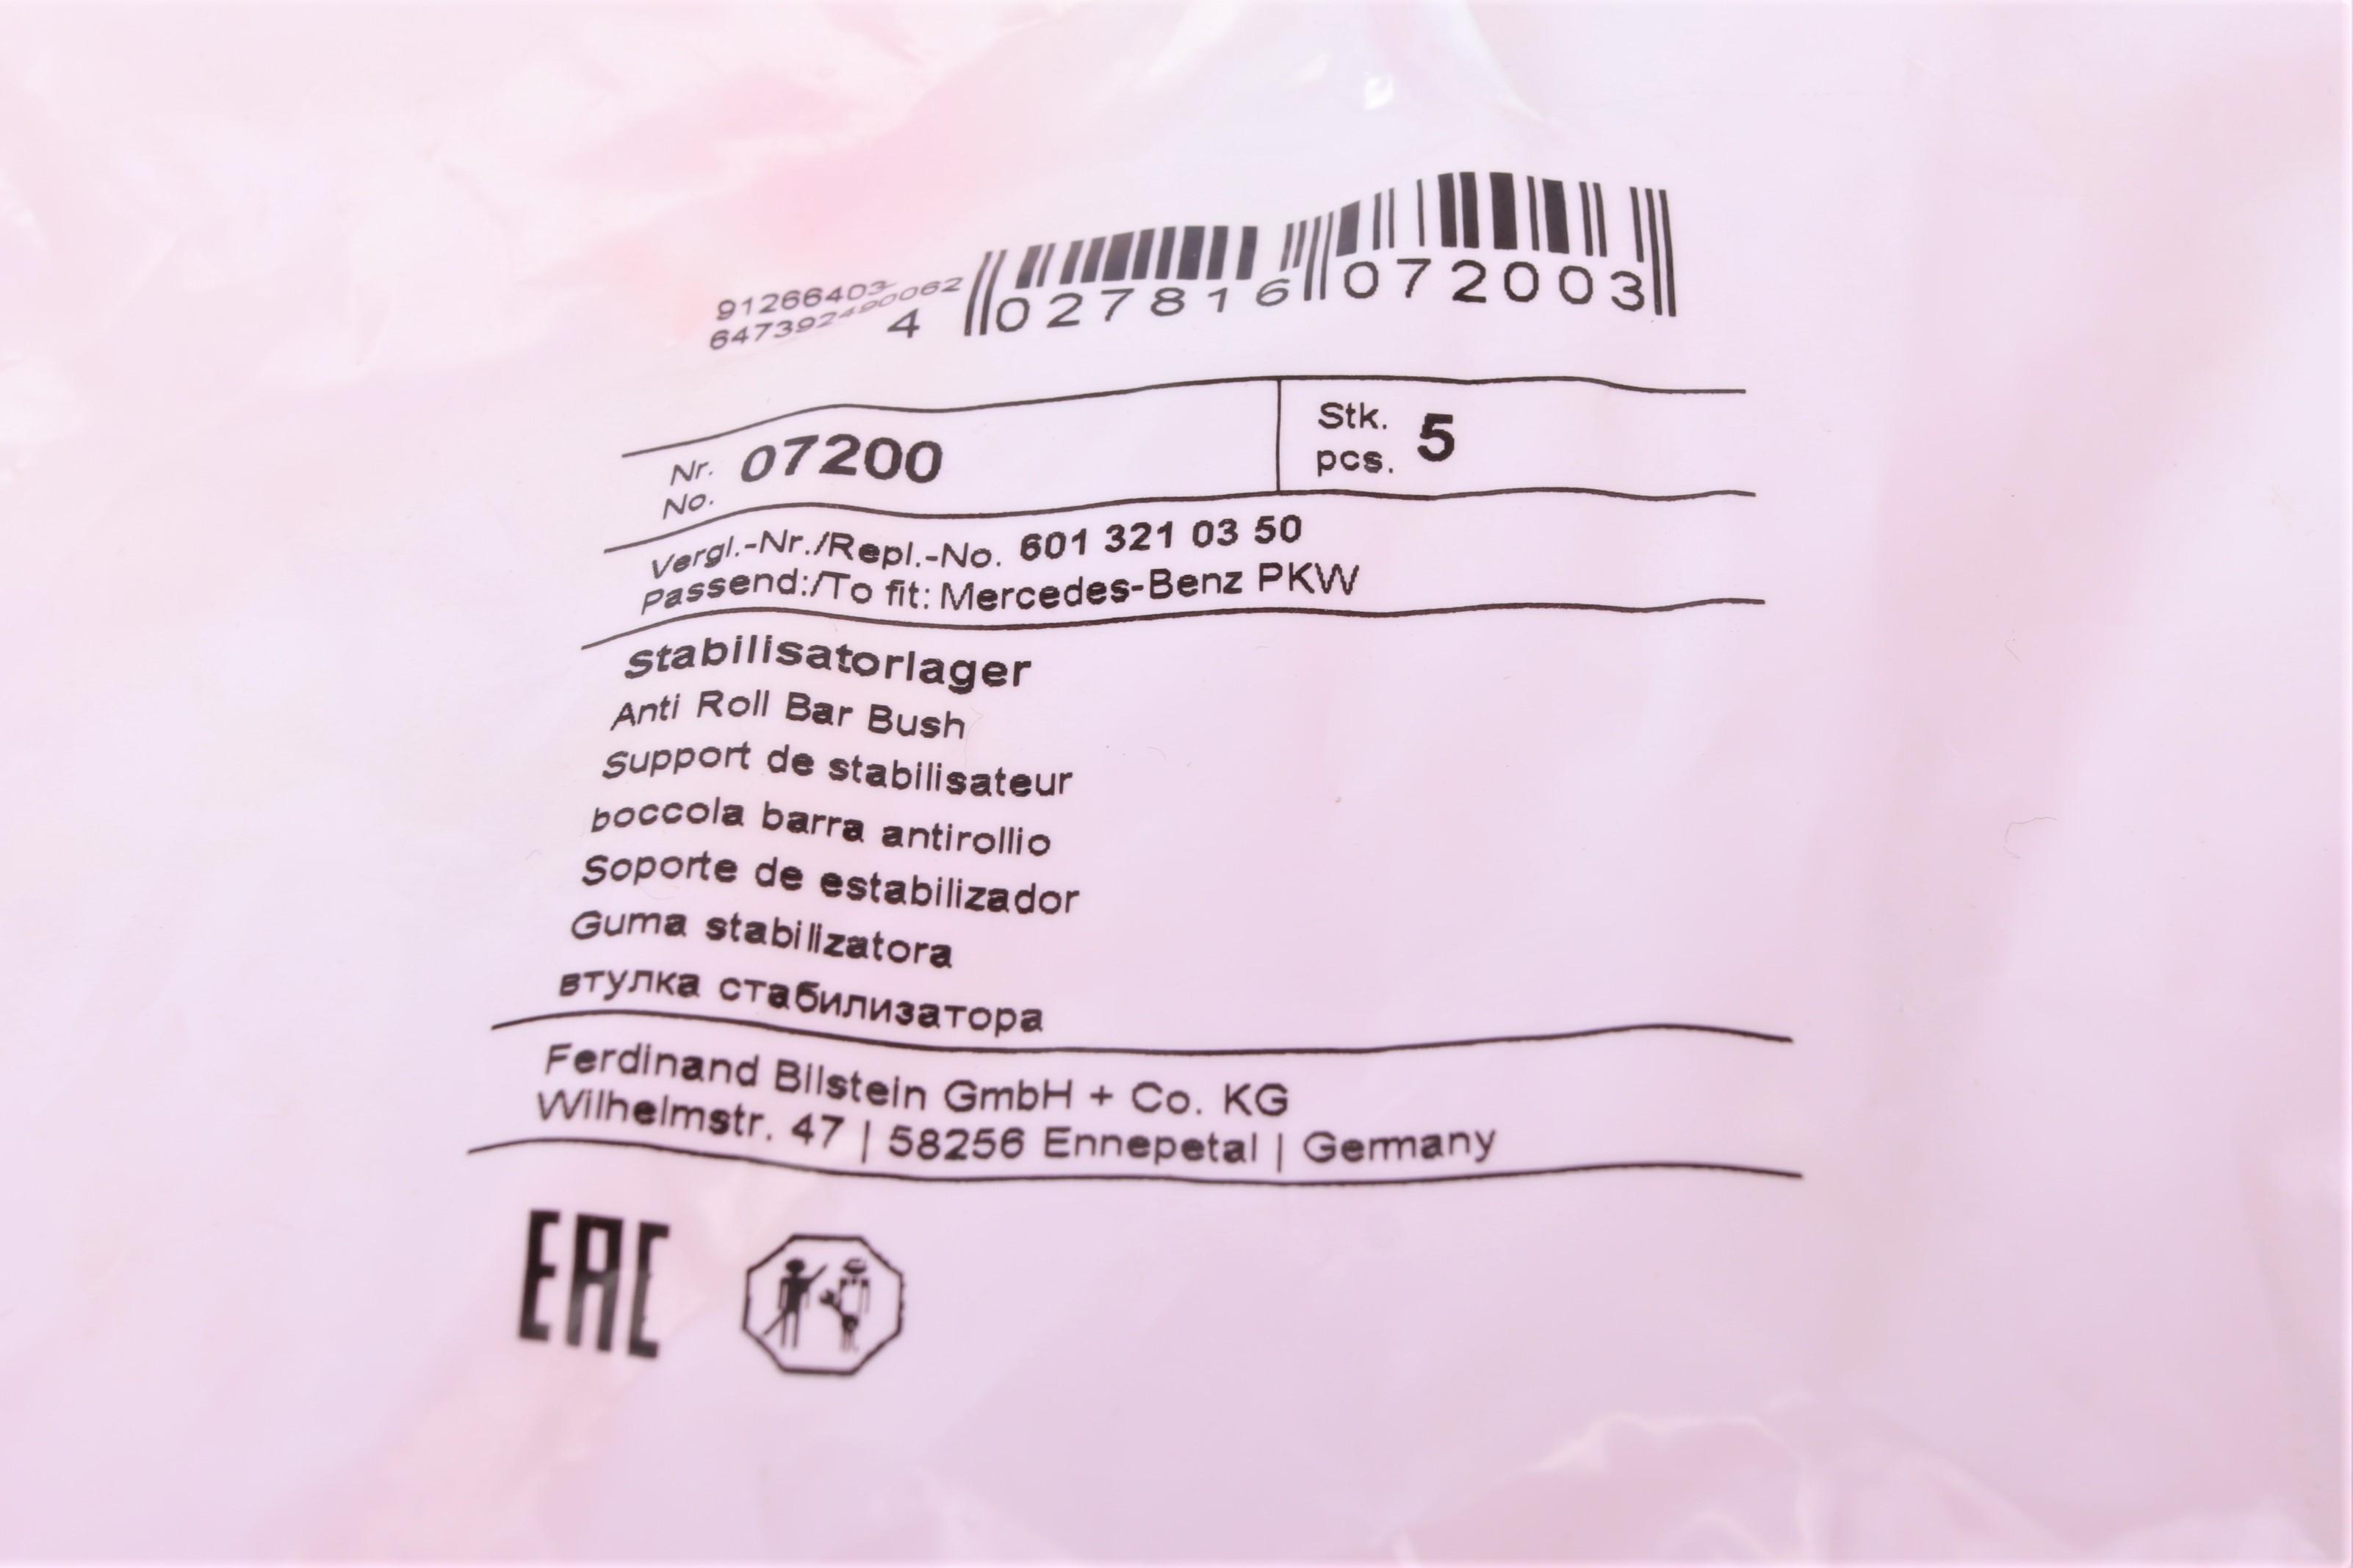 91266403
4 027816 072003
Nr. No. 07200
Stk. pcs. 5
Vergl.-Nr./Repl.-No. 601 321 03 50
Passend:/To fit: Mercedes-Benz PKW
Stabilisatorlager
Anti Roll Bar Bush
Support de stabilisateur
boccola barra antirollio
Soporte de estabilizador
Guma stabilizatora
втулка стабилизатора
Ferdinand Bilstein GmbH + Co. KG
Wilhelmstr. 47 | 58256 Ennepetal | Germany
EAC